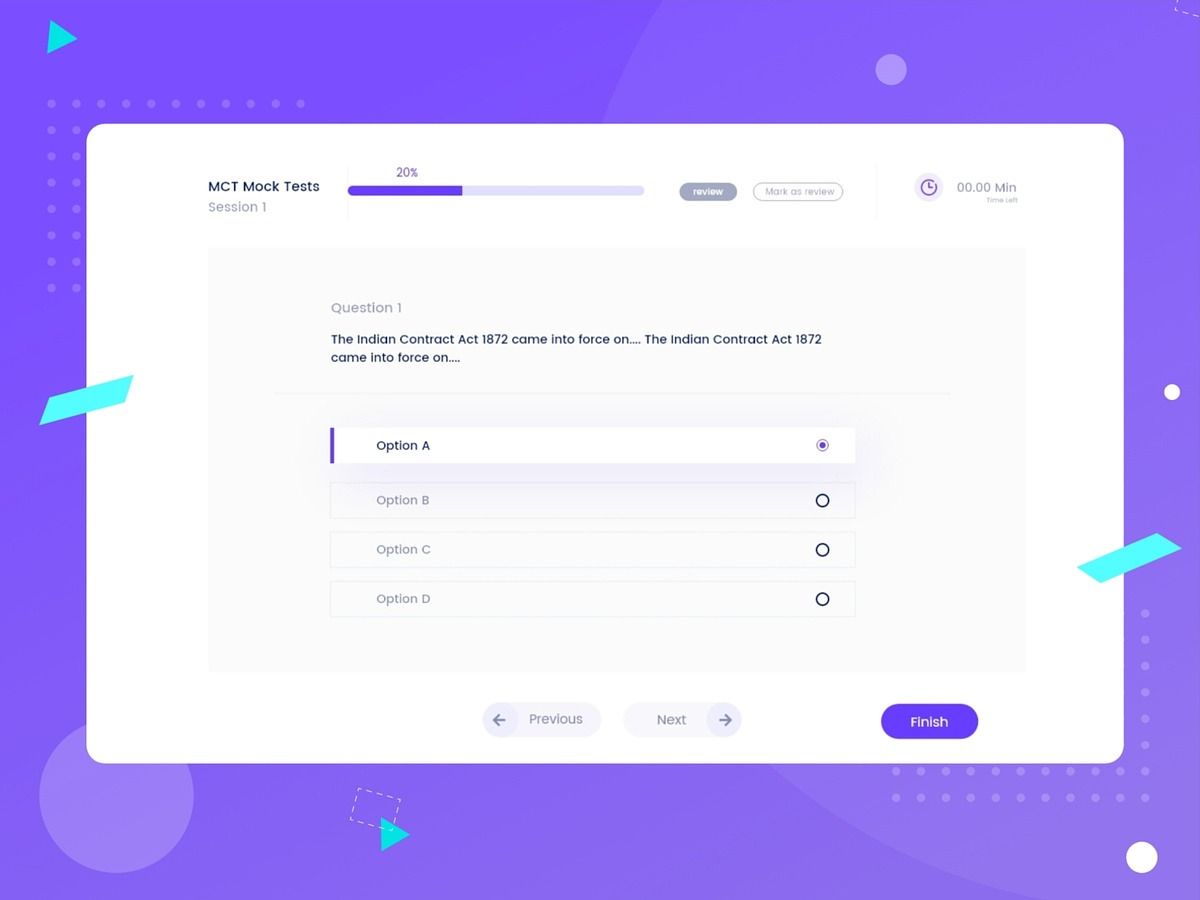 MCT Mock Tests
Session 1
20%
review
Mark as review
00.00 Min
Time Left
Question 1
The Indian Contract Act 1872 came into force on.... The Indian Contract Act 1872
came into force on....
Option A
Option B
Option C
Option D
Previous
Next
Finish